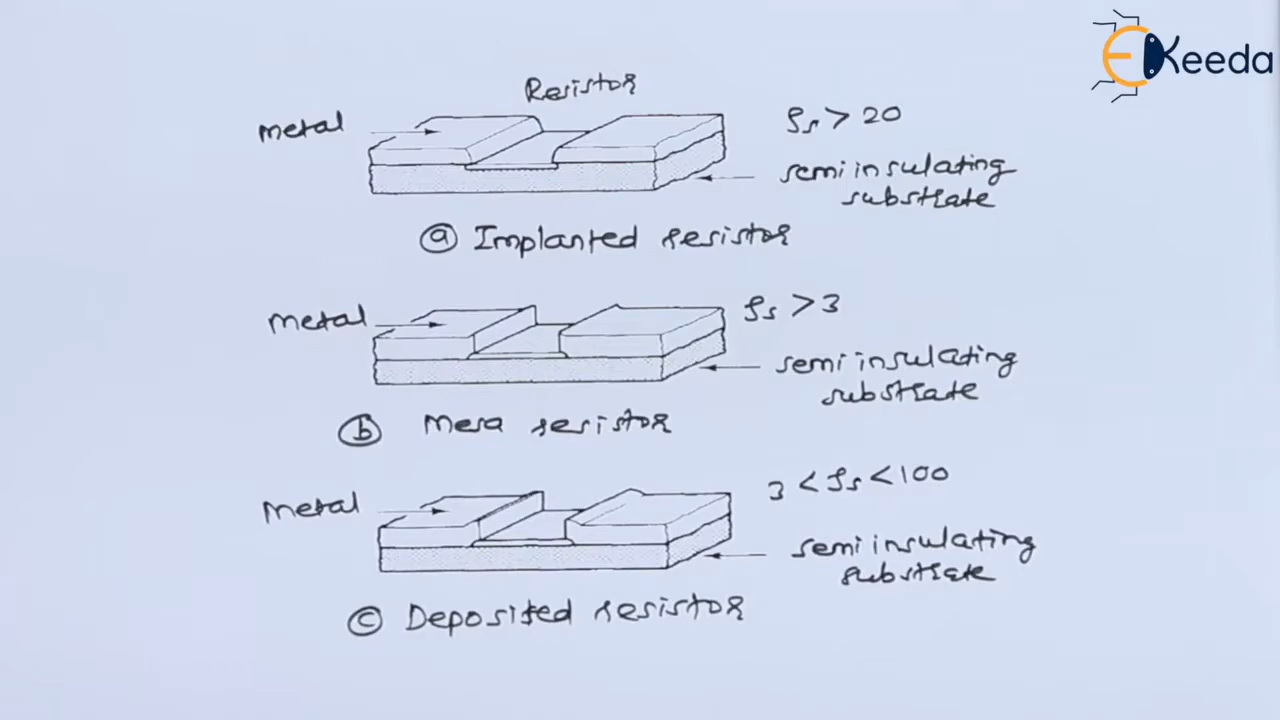 EKeeda
Resistor
metal
ρs > 20
semi insulating
substrate
(a) Implanted resistor
metal
ρs > 3
semi insulating
substrate
(b) Mesa resistor
metal
3 < ρs < 100
semi insulating
substrate
(c) Deposited resistor